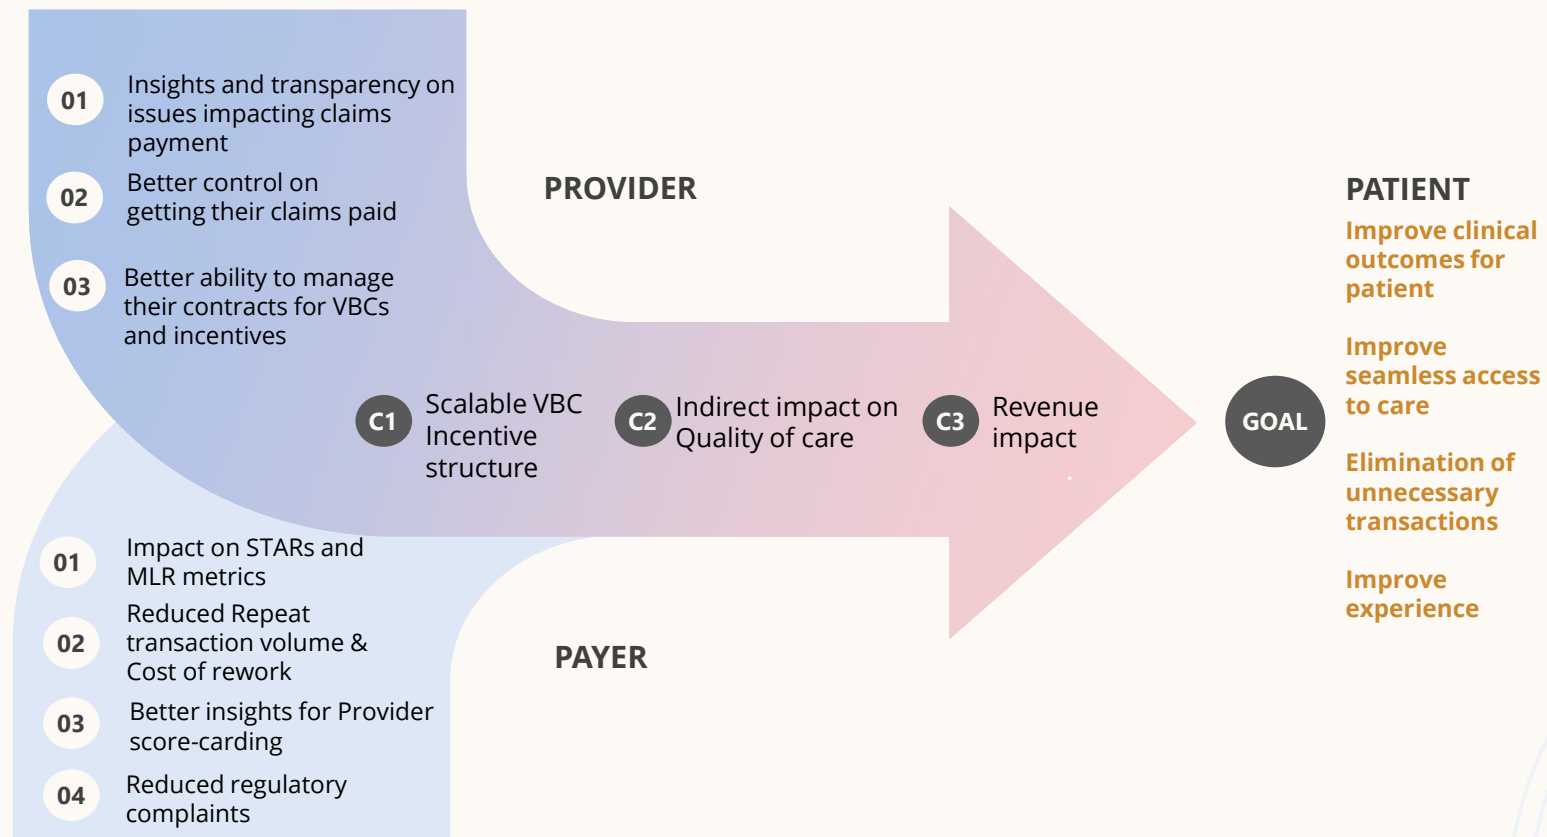 01
Insights and transparency on
issues impacting claims
payment
02
Better control on
getting their claims paid
03
Better ability to manage
their contracts for VBCs
and incentives
PROVIDER
C1
Scalable VBC
Incentive
structure
C2
Indirect impact on
Quality of care
C3
Revenue
impact
GOAL
PATIENT
Improve clinical
outcomes for
patient
Improve
seamless access
to care
Elimination of
unnecessary
transactions
Improve
experience
01
Impact on STARs and
MLR metrics
02
Reduced Repeat
transaction volume &
Cost of rework
03
Better insights for Provider
score-carding
04
Reduced regulatory
complaints
PAYER